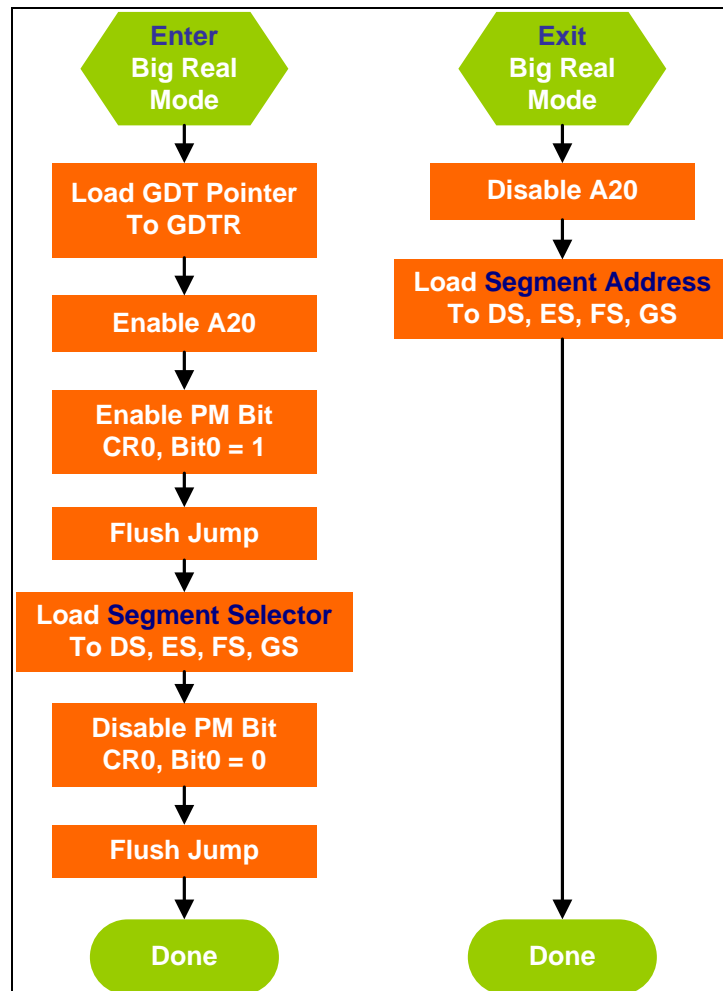 Enter
Big Real
Mode
Load GDT Pointer
To GDTR
Enable A20
Enable PM Bit
CR0, Bit0 = 1
Flush Jump
Load Segment Selector
To DS, ES, FS, GS
Disable PM Bit
CR0, Bit0 = 0
Flush Jump
Done
Exit
Big Real
Mode
Disable A20
Load Segment Address
To DS, ES, FS, GS
Done